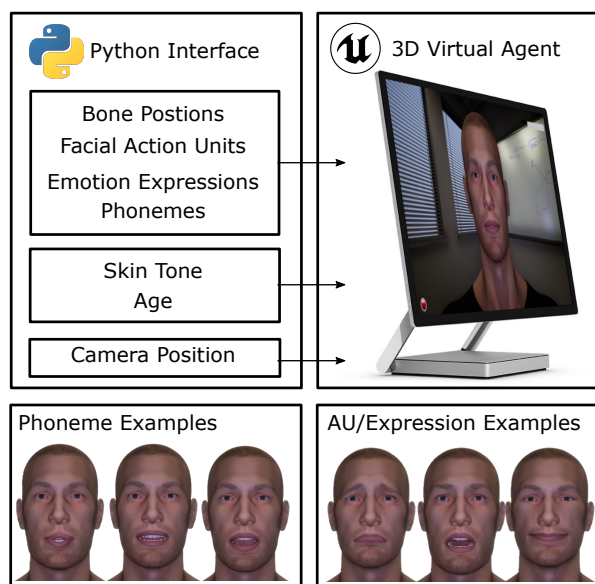 Python Interface
Bone Postions
Facial Action Units
Emotion Expressions
Phonemes
Skin Tone
Age
Camera Position
3D Virtual Agent
Phoneme Examples
AU/Expression Examples